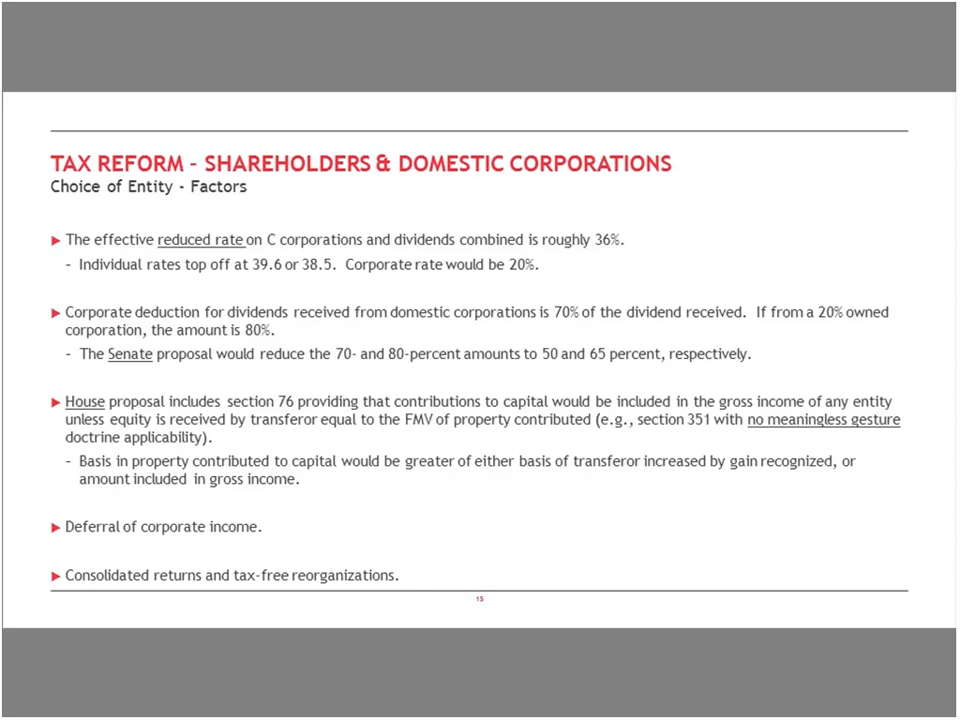 TAX REFORM – SHAREHOLDERS & DOMESTIC CORPORATIONS
Choice of Entity - Factors
► The effective reduced rate on C corporations and dividends combined is roughly 36%.
– Individual rates top off at 39.6 or 38.5. Corporate rate would be 20%.
► Corporate deduction for dividends received from domestic corporations is 70% of the dividend received. If from a 20% owned
corporation, the amount is 80%.
– The Senate proposal would reduce the 70- and 80-percent amounts to 50 and 65 percent, respectively.
► House proposal includes section 76 providing that contributions to capital would be included in the gross income of any entity
unless equity is received by transferor equal to the FMV of property contributed (e.g., section 351 with no meaningless gesture
doctrine applicability).
– Basis in property contributed to capital would be greater of either basis of transferor increased by gain recognized, or
amount included in gross income.
► Deferral of corporate income.
► Consolidated returns and tax-free reorganizations.
15